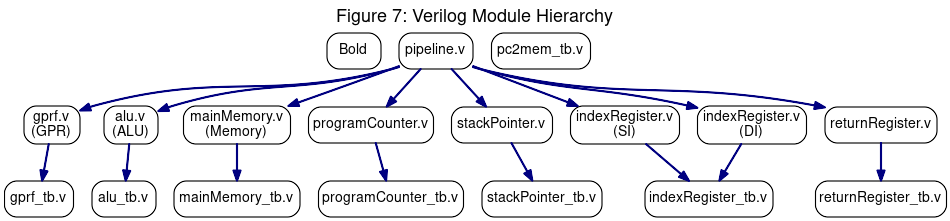 Figure 7: Verilog Module Hierarchy
Bold
pipeline.v
pc2mem_tb.v
gprf.v
(GPR)
alu.v
(ALU)
mainMemory.v
(Memory)
programCounter.v
stackPointer.v
indexRegister.v
(SI)
indexRegister.v
(DI)
returnRegister.v
gprf_tb.v
alu_tb.v
mainMemory_tb.v
programCounter_tb.v
stackPointer_tb.v
indexRegister_tb.v
returnRegister_tb.v